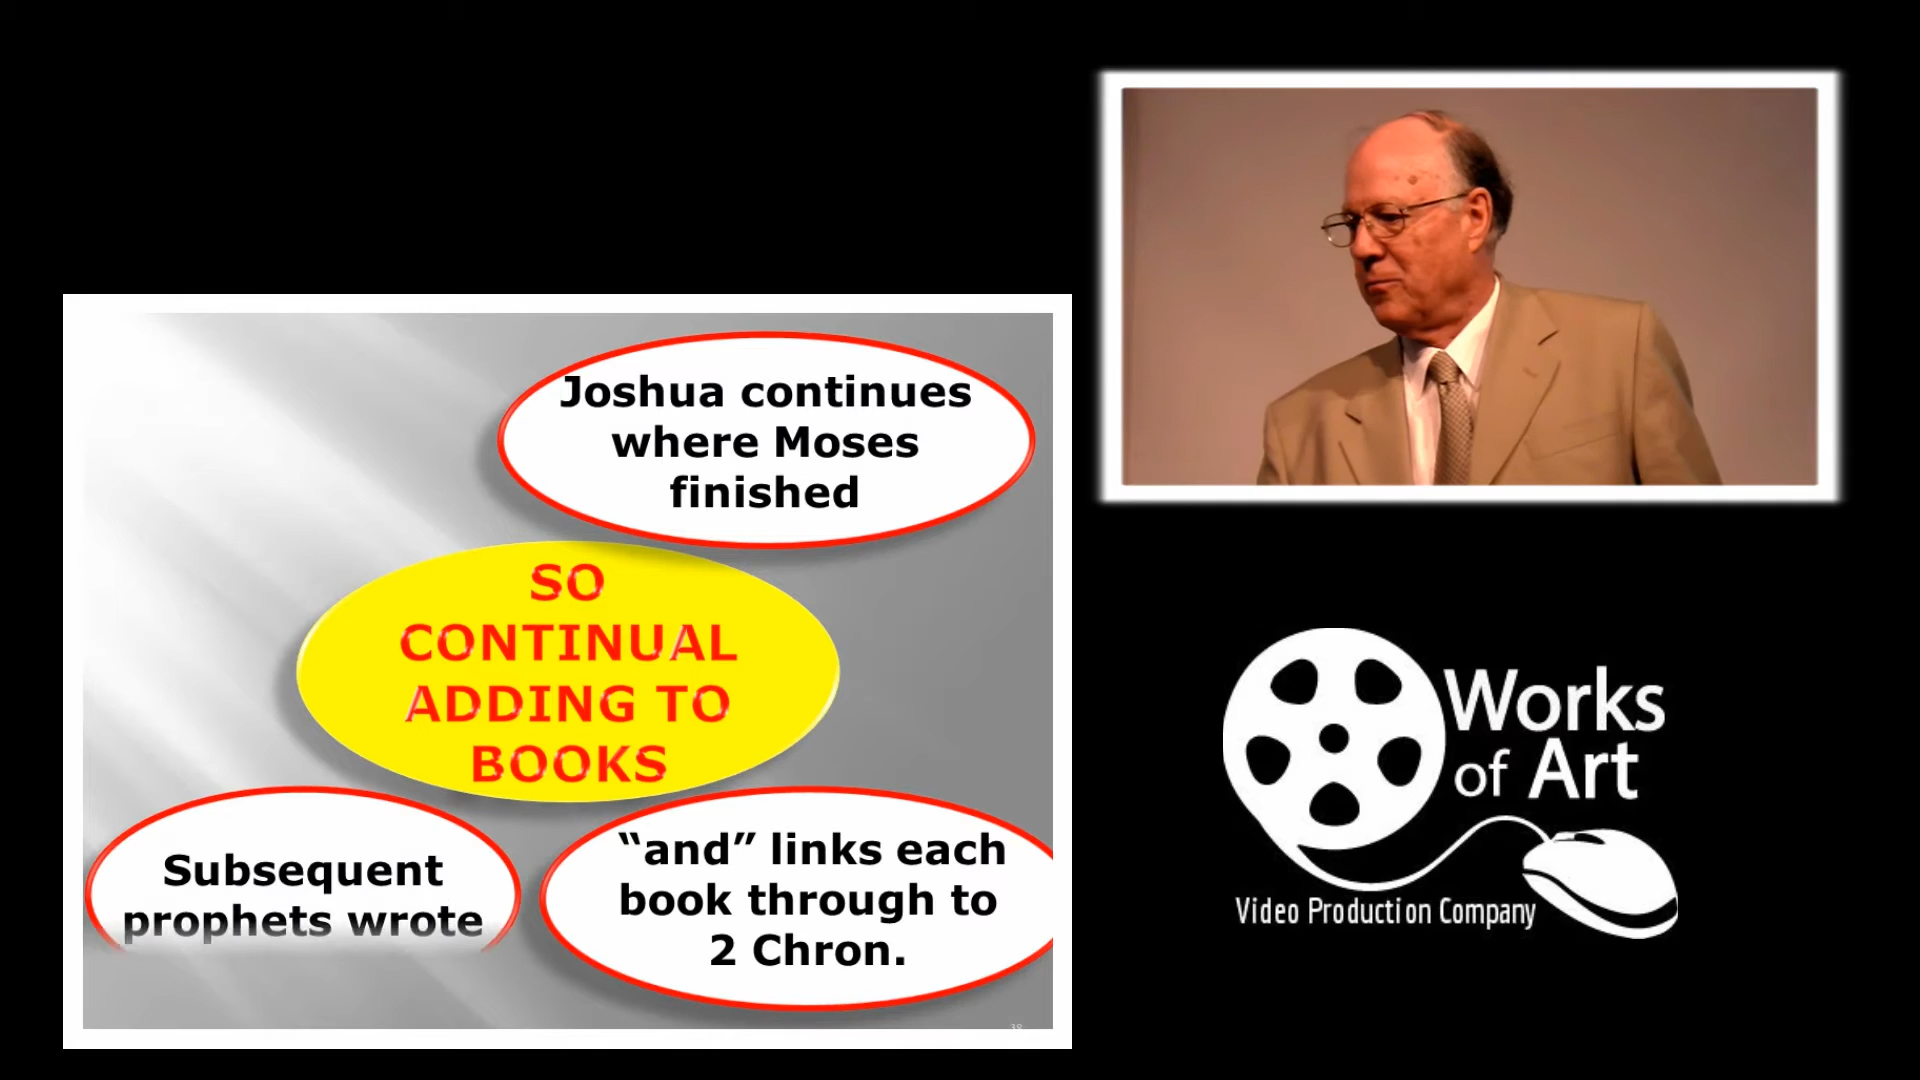 Joshua continues
where Moses
finished
SO
CONTINUAL
ADDING TO
BOOKS
Subsequent
prophets wrote
“and” links each
book through to
2 Chron.
38
Works
of Art
Video Production Company